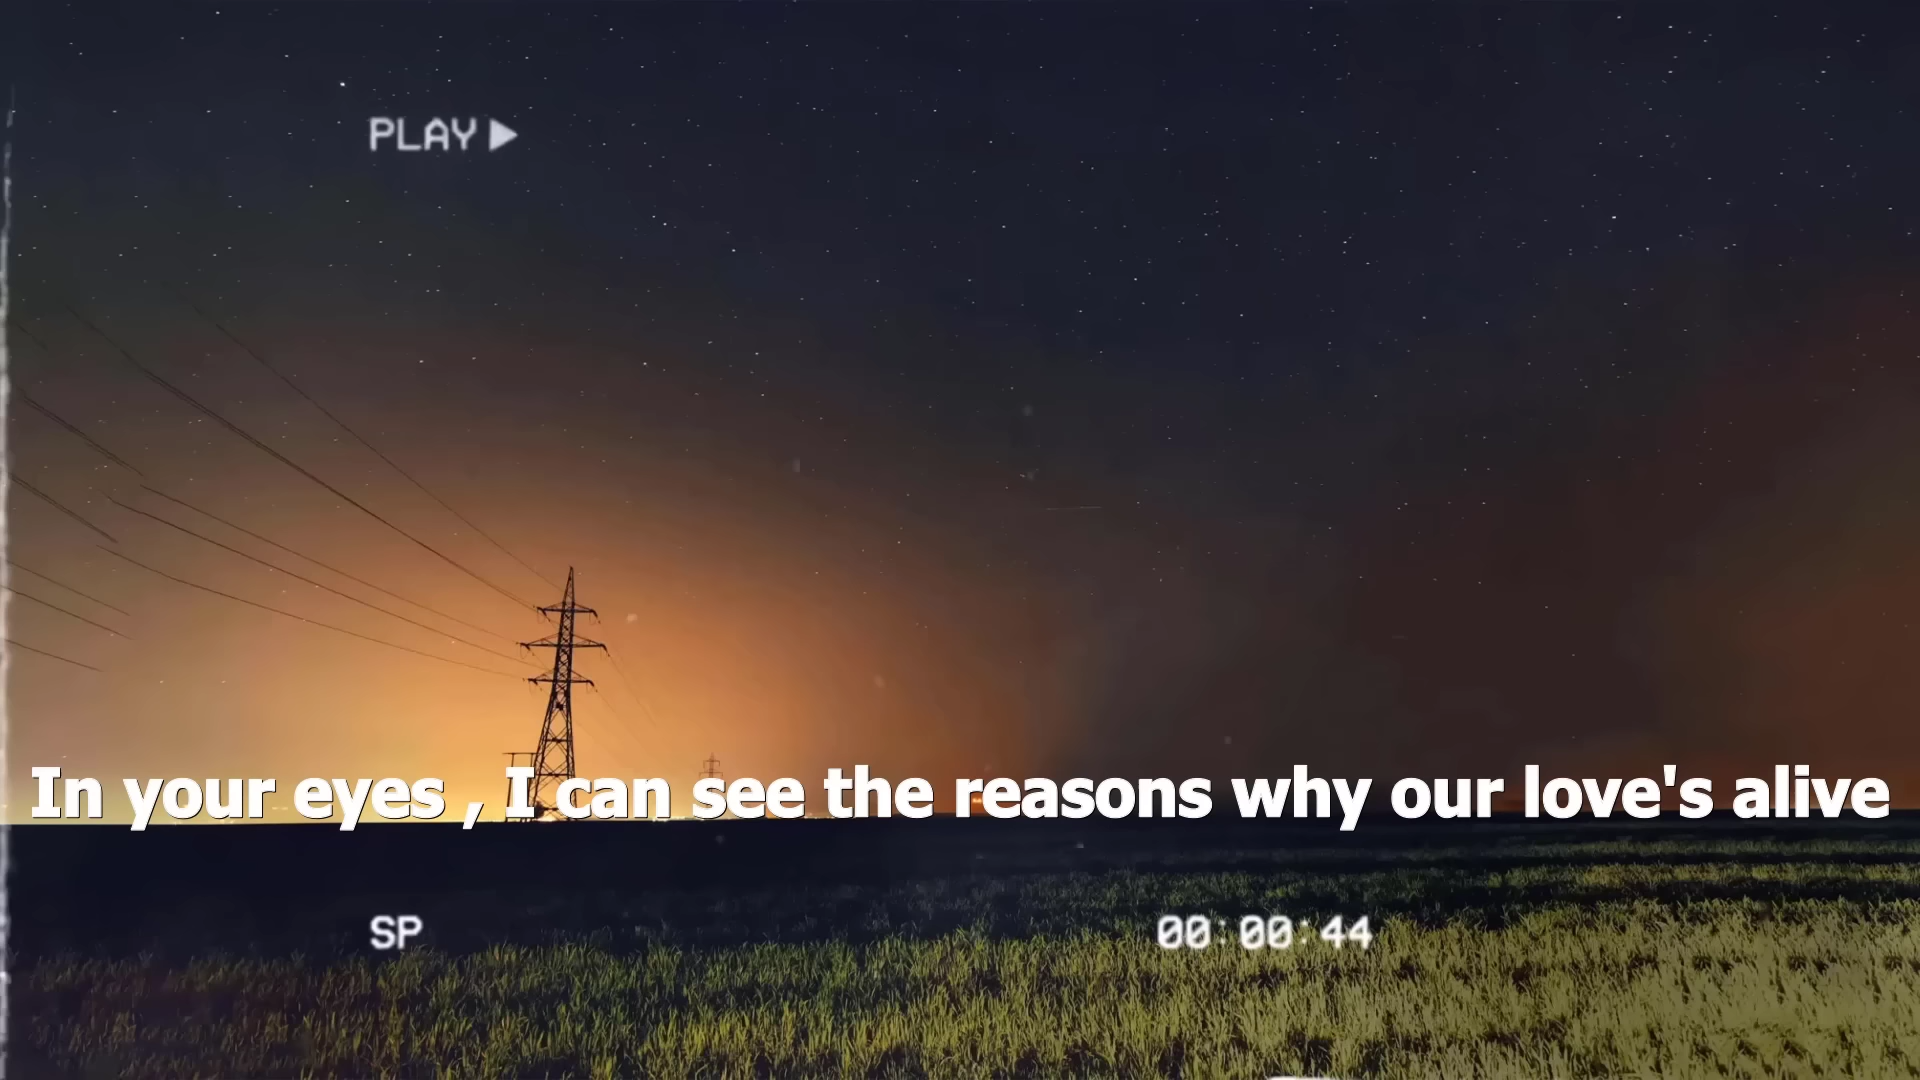 PLAY ▶
In your eyes , I can see the reasons why our love's alive
SP
00:00:44